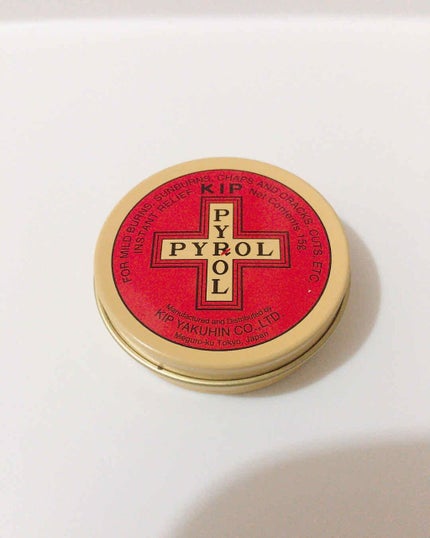 FOR MILD BURNS, SUNBURNS, CHAPS AND CRACKS, CUTS, ETC.
INSTANT RELIEF
KIP
Net Contents 15g
PYROL
PYROL
Manufactured and Distributed by
KIP YAKUHIN CO.,LTD
Meguro-ku Tokyo, Japan